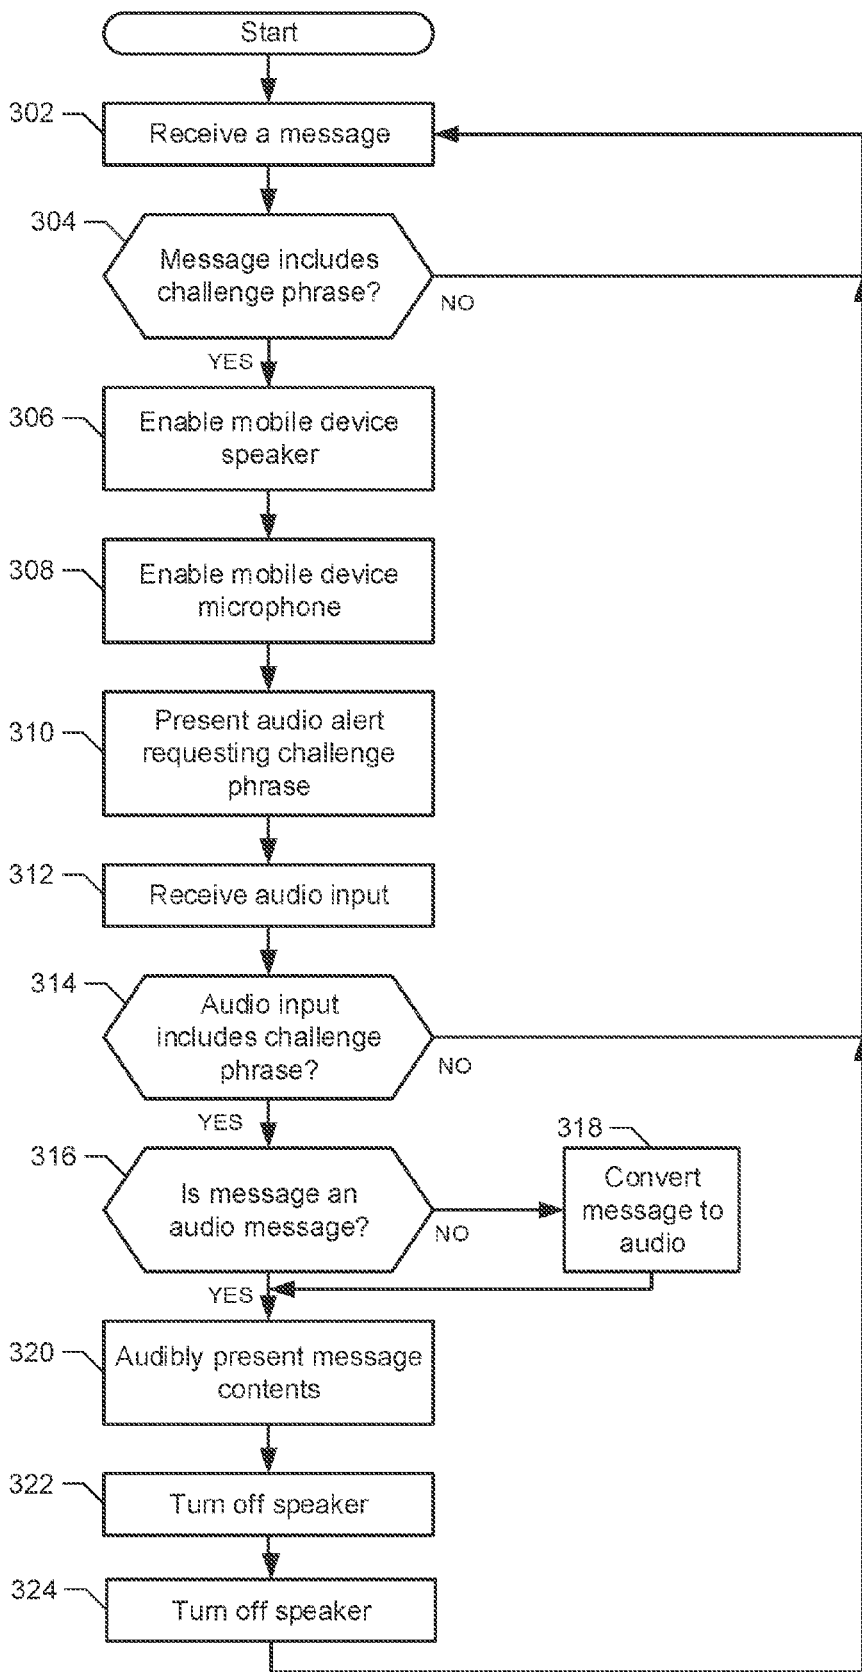 Start
302
Receive a message
304
Message includes
challenge phrase?
NO
YES
306
Enable mobile device
speaker
308
Enable mobile device
microphone
310
Present audio alert
requesting challenge
phrase
312
Receive audio input
314
Audio input
includes challenge
phrase?
NO
YES
316
Is message an
audio message?
NO
318
Convert
message to
audio
YES
320
Audibly present message
contents
322
Turn off speaker
324
Turn off speaker